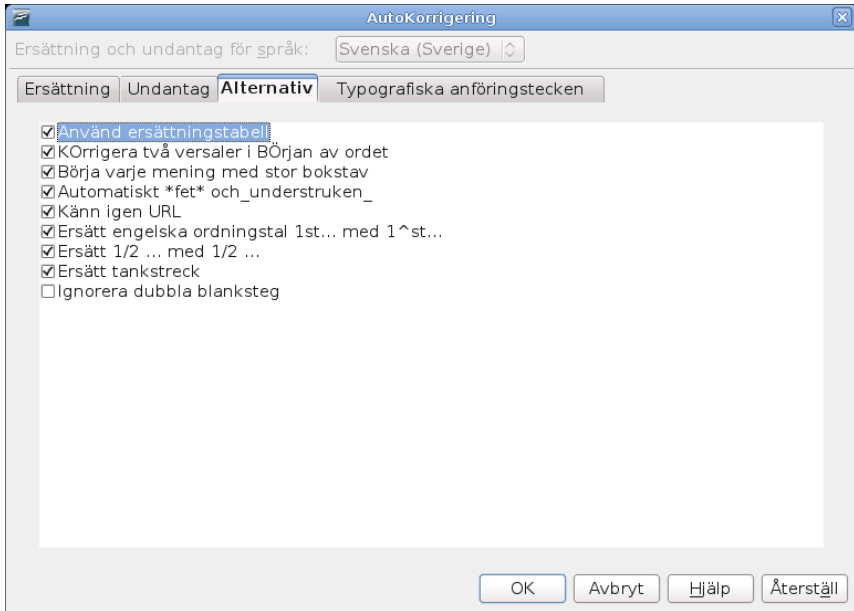 AutoKorrigering
Ersättning och undantag för språk: Svenska (Sverige)
Ersättning Undantag Alternativ Typografiska anföringstecken
Använd ersättningstabell
KOrrigera två versaler i BÖrjan av ordet
Börja varje mening med stor bokstav
Automatiskt *fet* och_understruken_
Känn igen URL
Ersätt engelska ordningstal 1st... med 1^st...
Ersätt 1/2 ... med 1/2 ...
Ersätt tankstreck
Ignorera dubbla blanksteg
OK Avbryt Hjälp Återställ